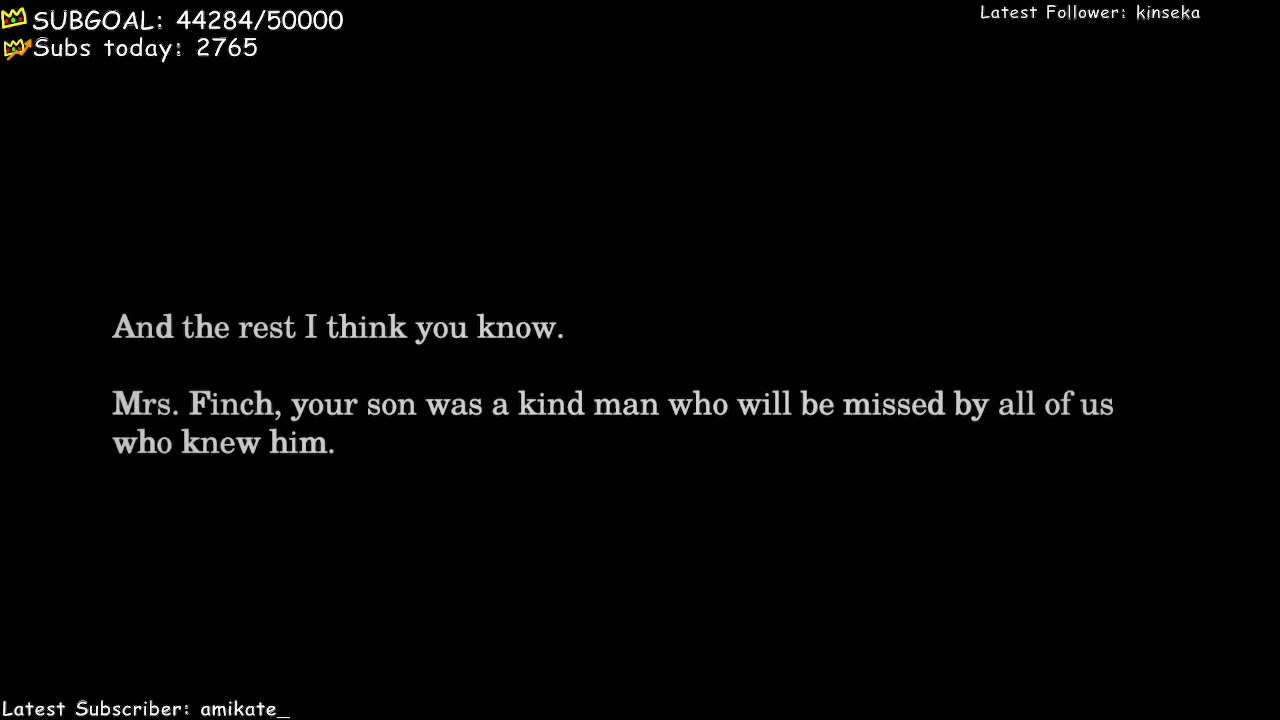 SUBGOAL: 44284/50000
Latest Follower: kinseka
Subs today: 2765
And the rest I think you know.
Mrs. Finch, your son was a kind man who will be missed by all of us
who knew him.
Latest Subscriber: amikate_